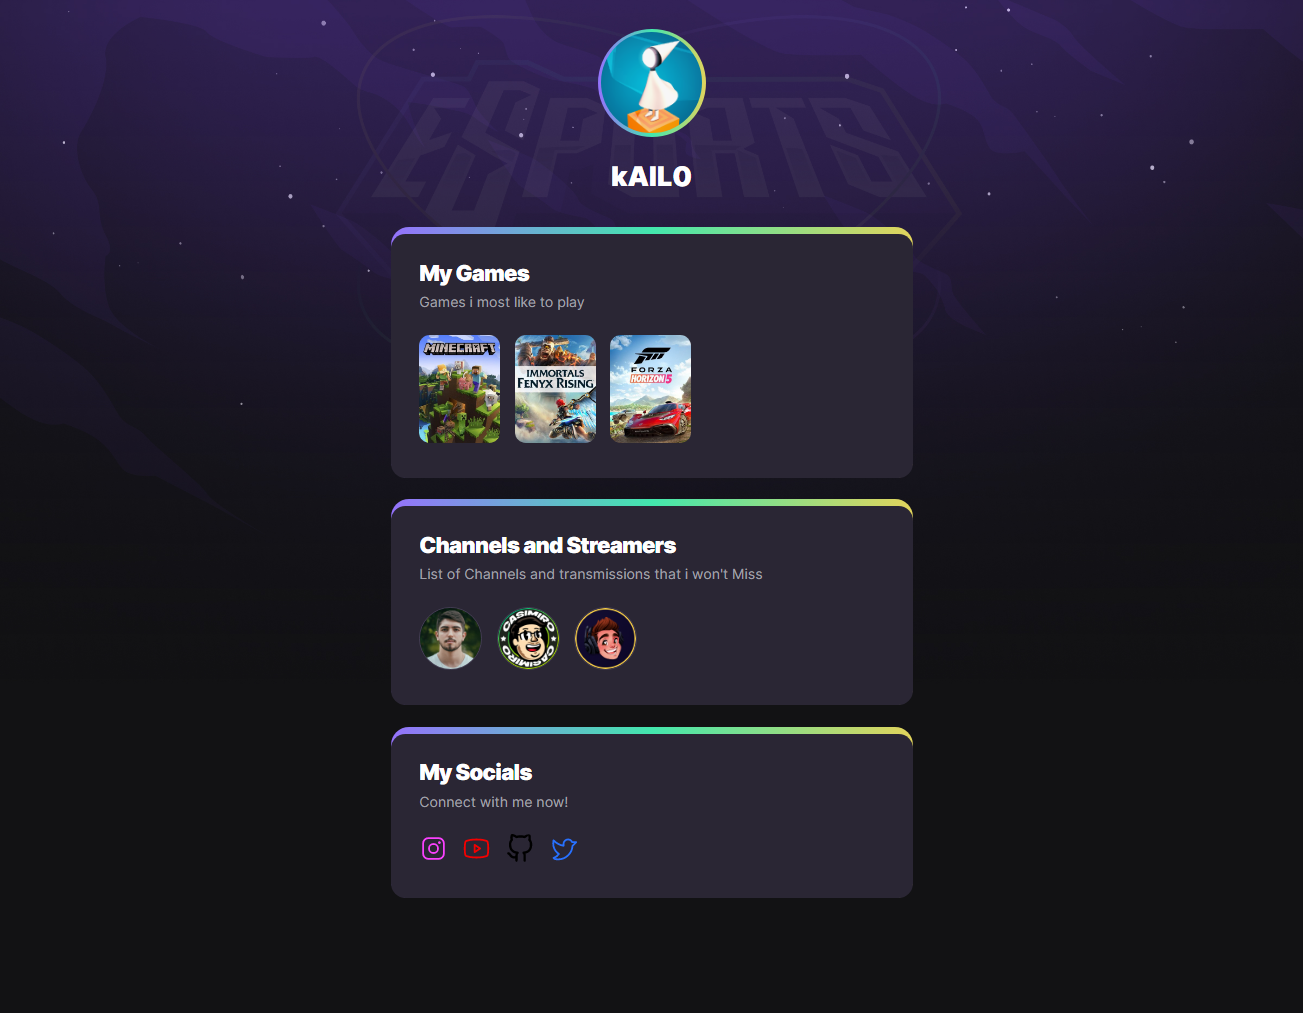 ESPORTS
kAIL0
My Games
Games i most like to play
MINECRAFT
IMMORTALS
FENYX RISING
FORZA
HORIZON 5
Channels and Streamers
List of Channels and transmissions that i won't Miss
CASIMIRO
CASIMIRO
My Socials
Connect with me now!